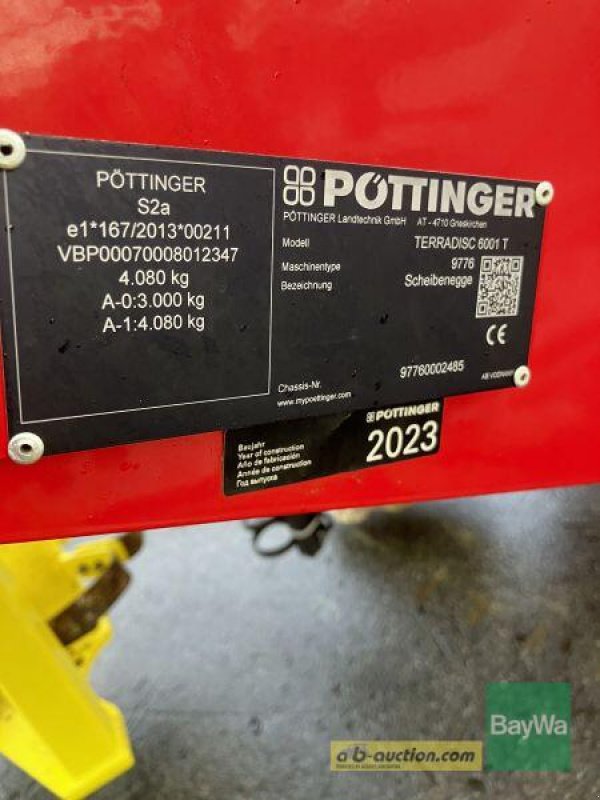 PÖTTINGER
S2a
e1*167/2013*00211
VBP00070008012347
4.080 kg
A-0:3.000 kg
A-1:4.080 kg
PÖTTINGER
PÖTTINGER Landtechnik GmbH AT - 4710 Grieskirchen
Modell TERRADISC 6001 T
Maschinentype 9776
Bezeichnung Scheibenegge
CE
Chassis-Nr. 97760002485
www.mypoettinger.com
PÖTTINGER
Baujahr
Year of construction
Año de fabricación
Année de construction
Год выпуска
2023
BayWa
ab-auction.com